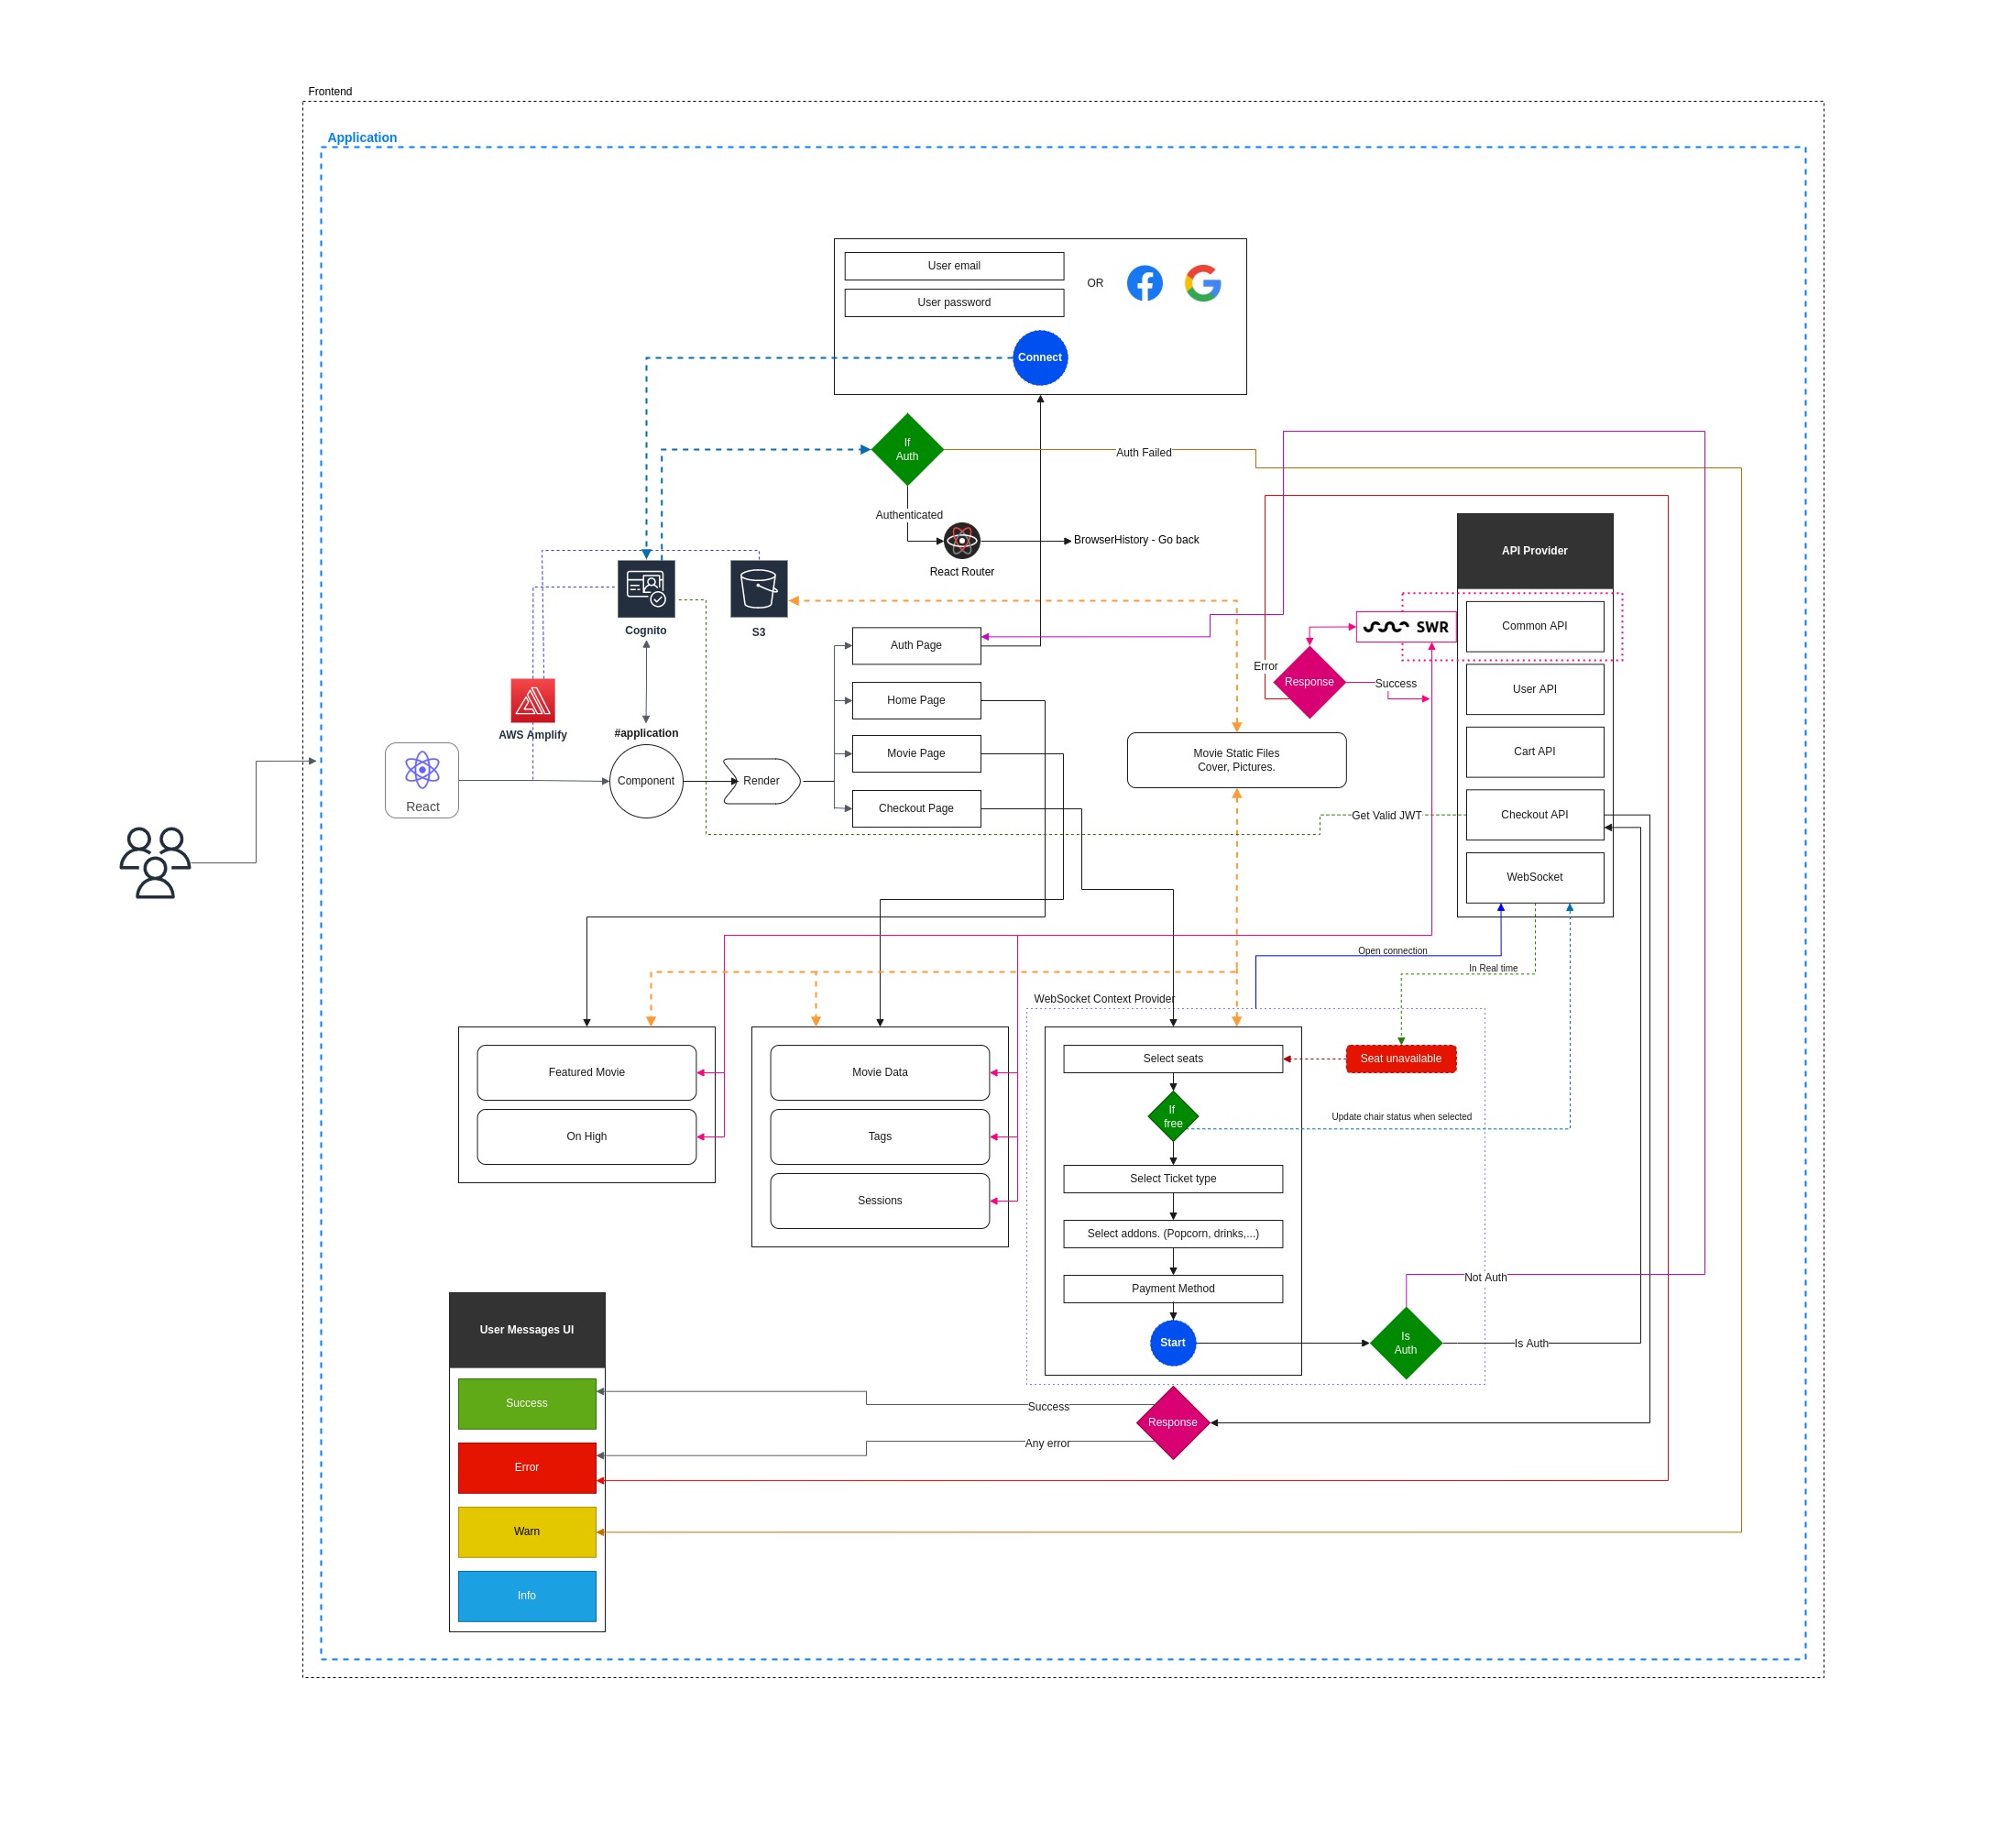 Frontend
Application
User email
User password
OR
Connect
If
Auth
Auth Failed
Authenticated
React Router
BrowserHistory - Go back
API Provider
Cognito
S3
SWR
Common API
Auth Page
Error
Response
Success
User API
Home Page
AWS Amplify
#application
Movie Page
Movie Static Files
Cover, Pictures.
Cart API
React
Component
Render
Checkout Page
Get Valid JWT
Checkout API
WebSocket
Open connection
In Real time
WebSocket Context Provider
Featured Movie
On High
Movie Data
Tags
Sessions
Select seats
Seat unavailable
If
free
Update chair status when selected
Select Ticket type
Select addons. (Popcorn, drinks,...)
Payment Method
Start
Not Auth
Is
Auth
Is Auth
User Messages UI
Success
Error
Warn
Info
Success
Any error
Response